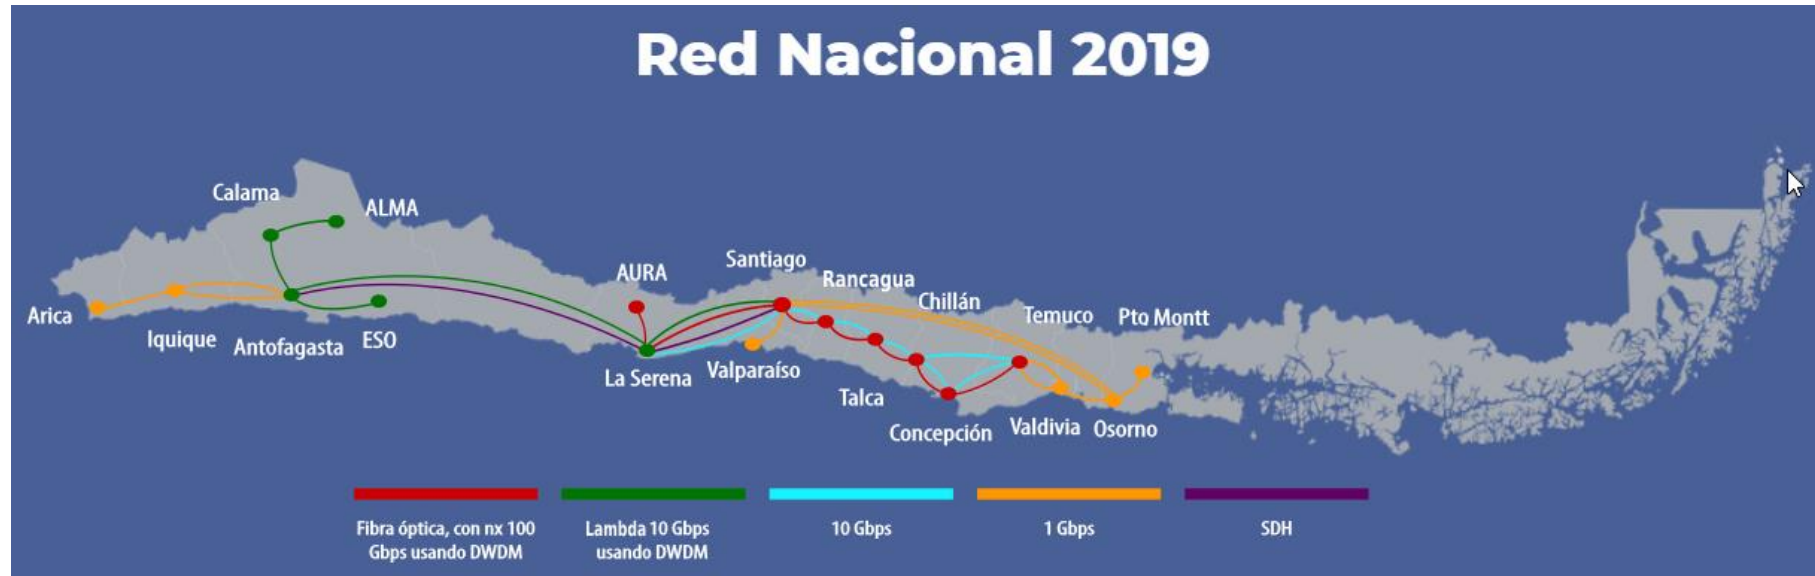 Red Nacional 2019
Calama
ALMA
Arica
Iquique
Antofagasta
ESO
AURA
La Serena
Santiago
Valparaíso
Rancagua
Chillán
Talca
Concepción
Temuco
Valdivia
Osorno
Pto Montt
Fibra óptica, con nx 100
Gbps usando DWDM
Lambda 10 Gbps
usando DWDM
10 Gbps
1 Gbps
SDH